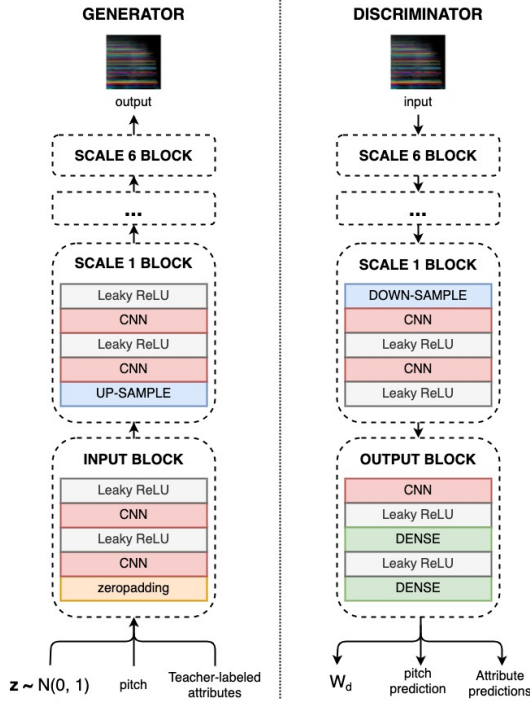 GENERATOR
output
SCALE 6 BLOCK
...
SCALE 1 BLOCK
Leaky ReLU
CNN
Leaky ReLU
CNN
UP-SAMPLE
INPUT BLOCK
Leaky ReLU
CNN
Leaky ReLU
CNN
zeropadding
z ~ N(0, 1)
pitch
Teacher-labeled
attributes
DISCRIMINATOR
input
SCALE 6 BLOCK
...
SCALE 1 BLOCK
DOWN-SAMPLE
CNN
Leaky ReLU
CNN
Leaky ReLU
OUTPUT BLOCK
CNN
Leaky ReLU
DENSE
Leaky ReLU
DENSE
W_d
pitch
prediction
Attribute
predictions